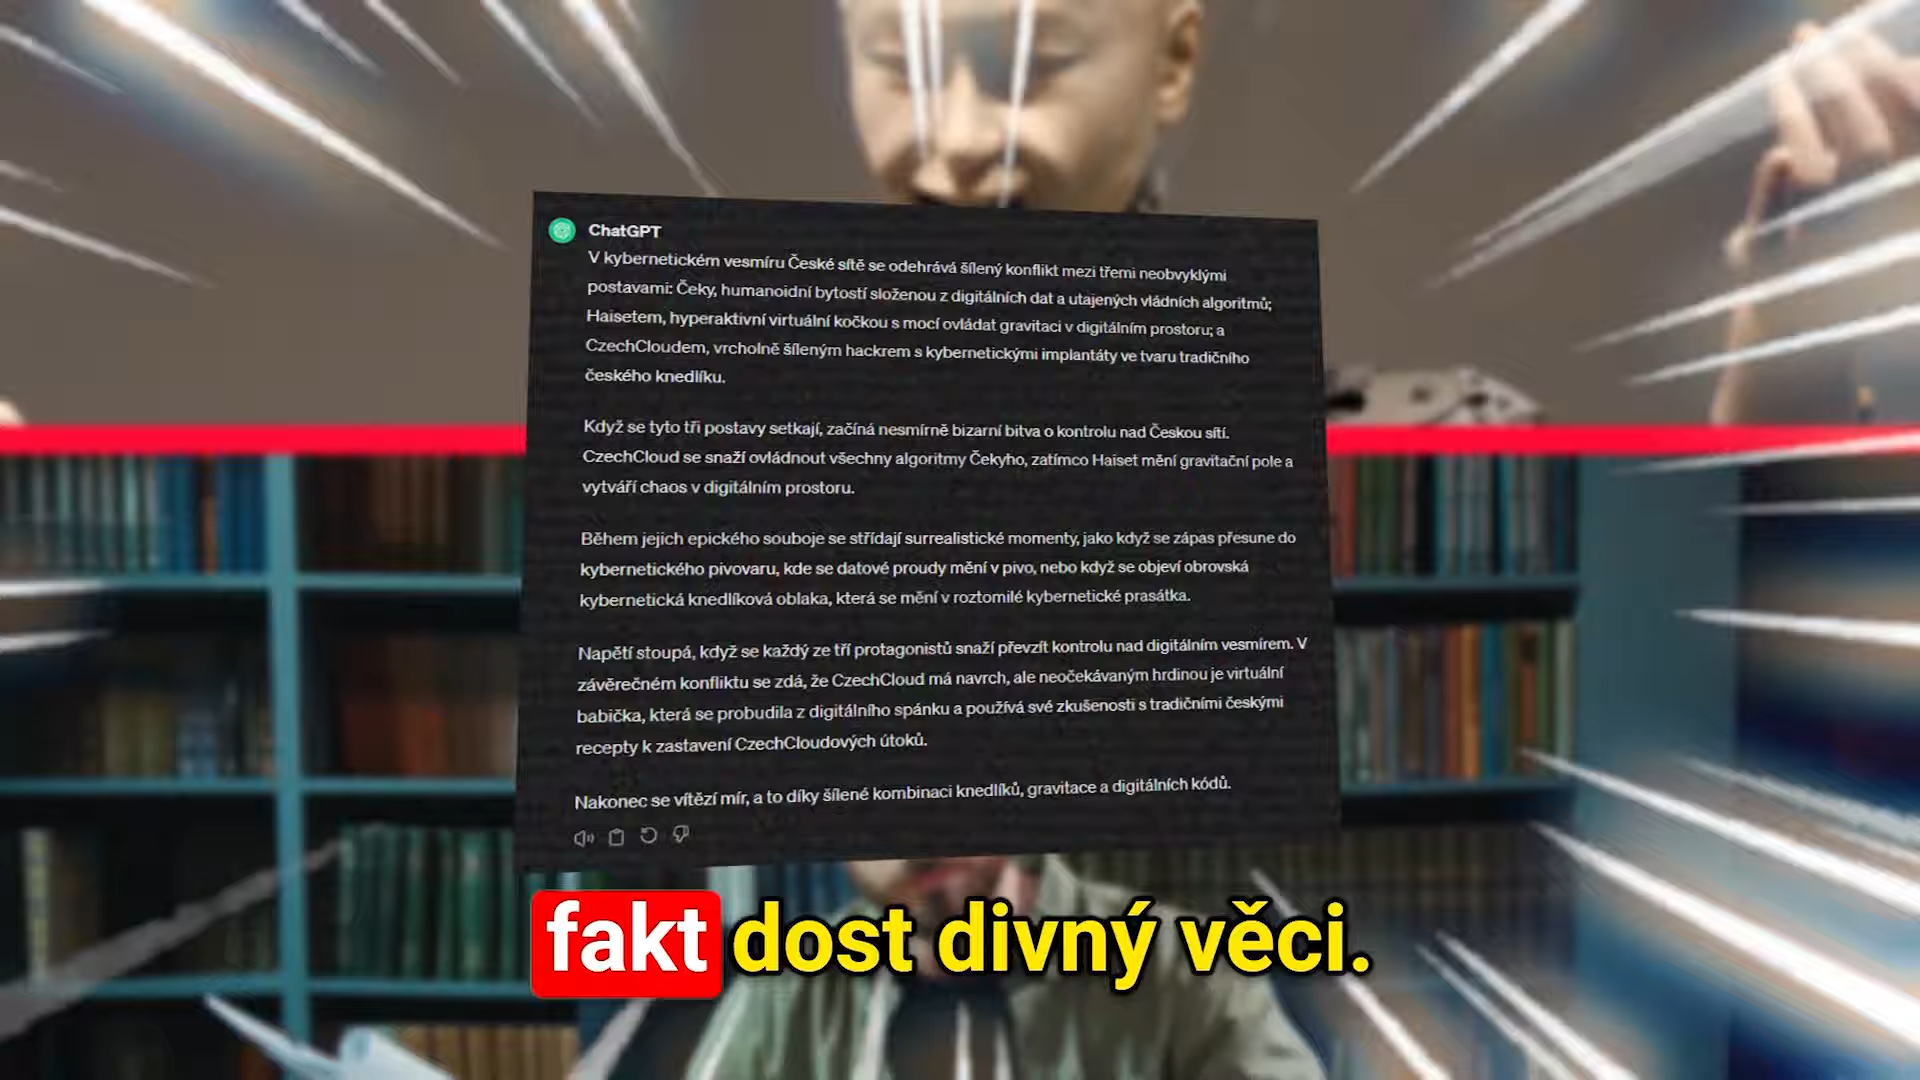 ChatGPT
V kybernetickém vesmíru České sítě se odehrává šílený konflikt mezi třemi neobvyklými
postavami: Čeky, humanoidní bytostí složenou z digitálních dat a utajených vládních algoritmů;
Haisetem, hyperaktivní virtuální kočkou s mocí ovládat gravitaci v digitálním prostoru; a
CzechCloudem, vrcholně šíleným hackrem s kybernetickými implantáty ve tvaru tradičního
českého knedlíku.
Když se tyto tři postavy setkají, začíná nesmírně bizarní bitva o kontrolu nad Českou sítí.
CzechCloud se snaží ovládnout všechny algoritmy Čekyho, zatímco Haiset mění gravitační pole a
vytváří chaos v digitálním prostoru.
Během jejich epického souboje se střídají surrealistické momenty, jako když se zápas přesune do
kybernetického pivovaru, kde se datové proudy mění v pivo, nebo když se objeví obrovská
kybernetická knedlíková oblaka, která se mění v roztomilé kybernetické prasátka.
Napětí stoupá, když se každý ze tří protagonistů snaží převzít kontrolu nad digitálním vesmírem. V
závěrečném konfliktu se zdá, že CzechCloud má navrch, ale neočekávaným hrdinou je virtuální
babička, která se probudila z digitálního spánku a používá své zkušenosti s tradičními českými
recepty k zastavení CzechCloudových útoků.
Nakonec se vítězí mír, a to díky šílené kombinaci knedlíků, gravitace a digitálních kódů.
fakt dost divný věci.